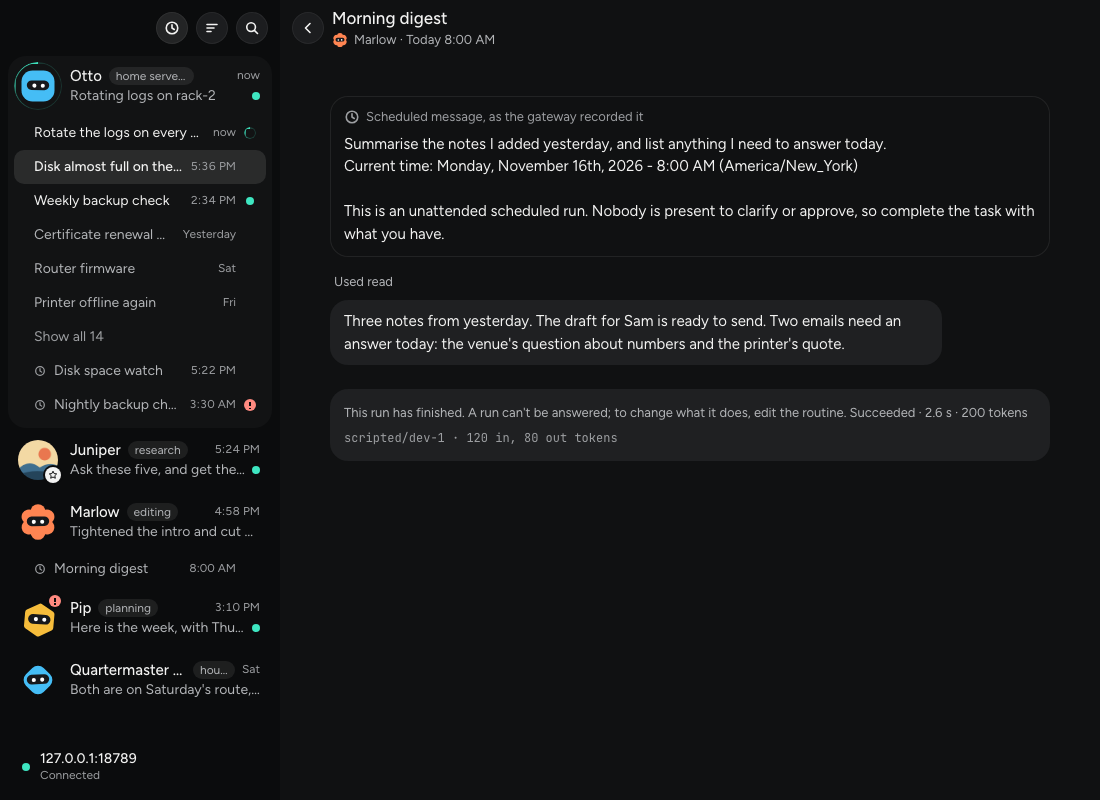 Otto home serve... now
Rotating logs on rack-2
Rotate the logs on every ... now
Disk almost full on the... 5:36 PM
Weekly backup check 2:34 PM
Certificate renewal ... Yesterday
Router firmware Sat
Printer offline again Fri
Show all 14
Disk space watch 5:22 PM
Nightly backup ch... 3:30 AM
Juniper research 5:24 PM
Ask these five, and get the...
Marlow editing 4:58 PM
Tightened the intro and cut ...
Morning digest 8:00 AM
Pip planning 3:10 PM
Here is the week, with Thu...
Quartermaster ... hou... Sat
Both are on Saturday's route,...
127.0.0.1:18789
Connected
Morning digest
Marlow · Today 8:00 AM
Scheduled message, as the gateway recorded it
Summarise the notes I added yesterday, and list anything I need to answer today.
Current time: Monday, November 16th, 2026 - 8:00 AM (America/New_York)
This is an unattended scheduled run. Nobody is present to clarify or approve, so complete the task with
what you have.
Used read
Three notes from yesterday. The draft for Sam is ready to send. Two emails need an
answer today: the venue's question about numbers and the printer's quote.
This run has finished. A run can't be answered; to change what it does, edit the routine. Succeeded · 2.6 s · 200 tokens
scripted/dev-1 · 120 in, 80 out tokens